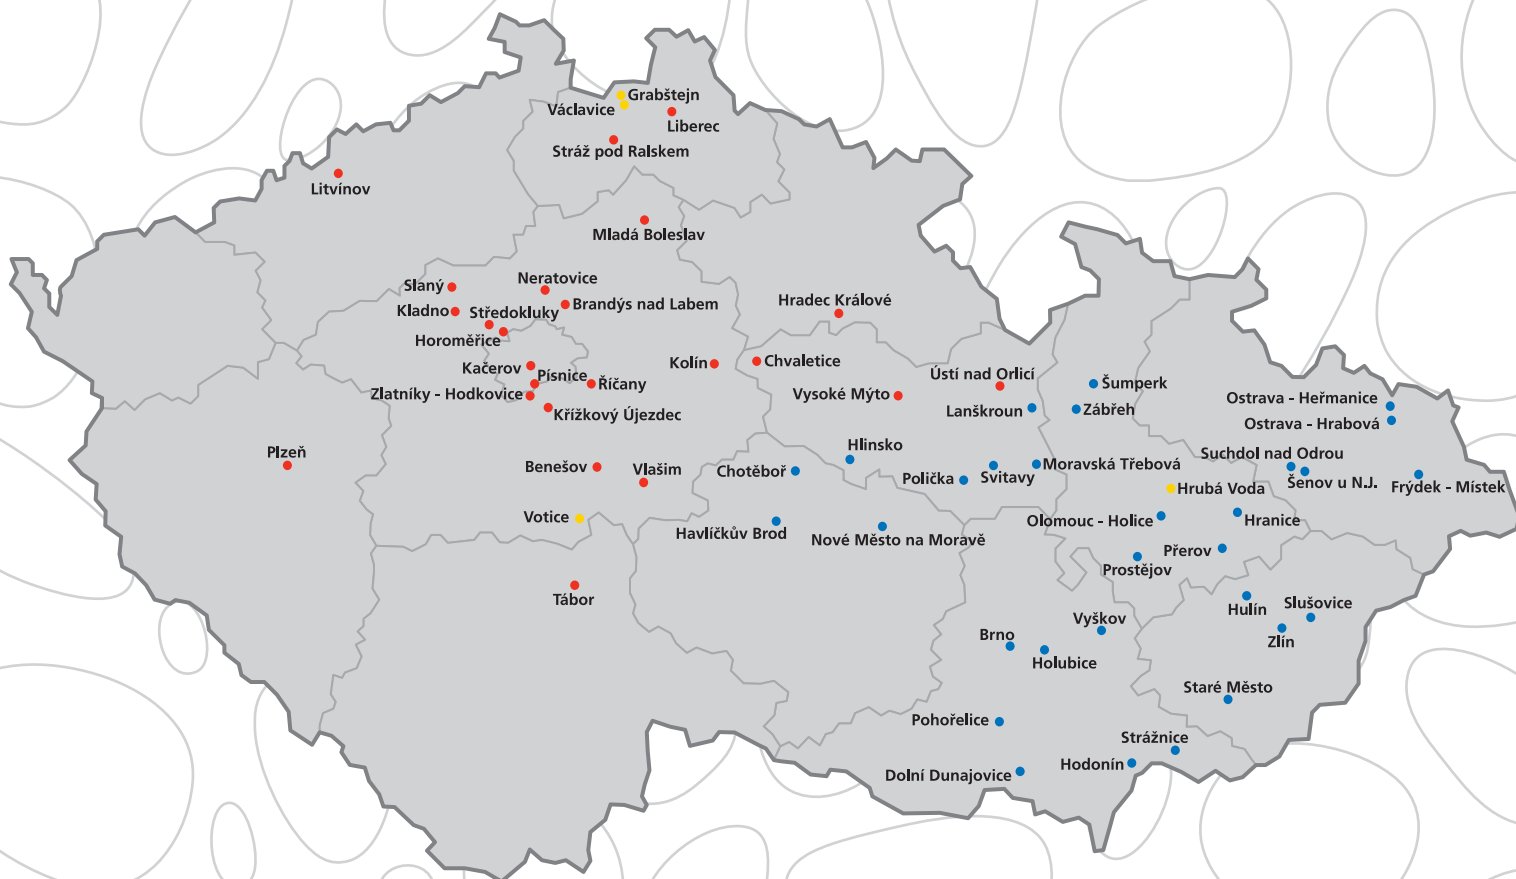 Grabštejn
Václavice
Liberec
Stráž pod Ralskem
Litvínov
Mladá Boleslav
Neratovice
Slaný
Brandýs nad Labem
Kladno
Středokluky
Hradec Králové
Horoměřice
Kačerov
Kolín
Chvaletice
Písnice
Říčany
Ústí nad Orlicí
Šumperk
Zlatníky - Hodkovice
Vysoké Mýto
Ostrava - Heřmanice
Křížkový Újezdec
Lanškroun
Zábřeh
Ostrava - Hrabová
Plzeň
Hlinsko
Suchdol nad Odrou
Benešov
Vlašim
Chotěboř
Moravská Třebová
Polička
Svitavy
Šenov u N.J.
Frýdek - Místek
Hrubá Voda
Votice
Olomouc - Holice
Hranice
Havlíčkův Brod
Nové Město na Moravě
Přerov
Prostějov
Tábor
Hulín
Slušovice
Vyškov
Brno
Zlín
Holubice
Staré Město
Pohořelice
Strážnice
Hodonín
Dolní Dunajovice